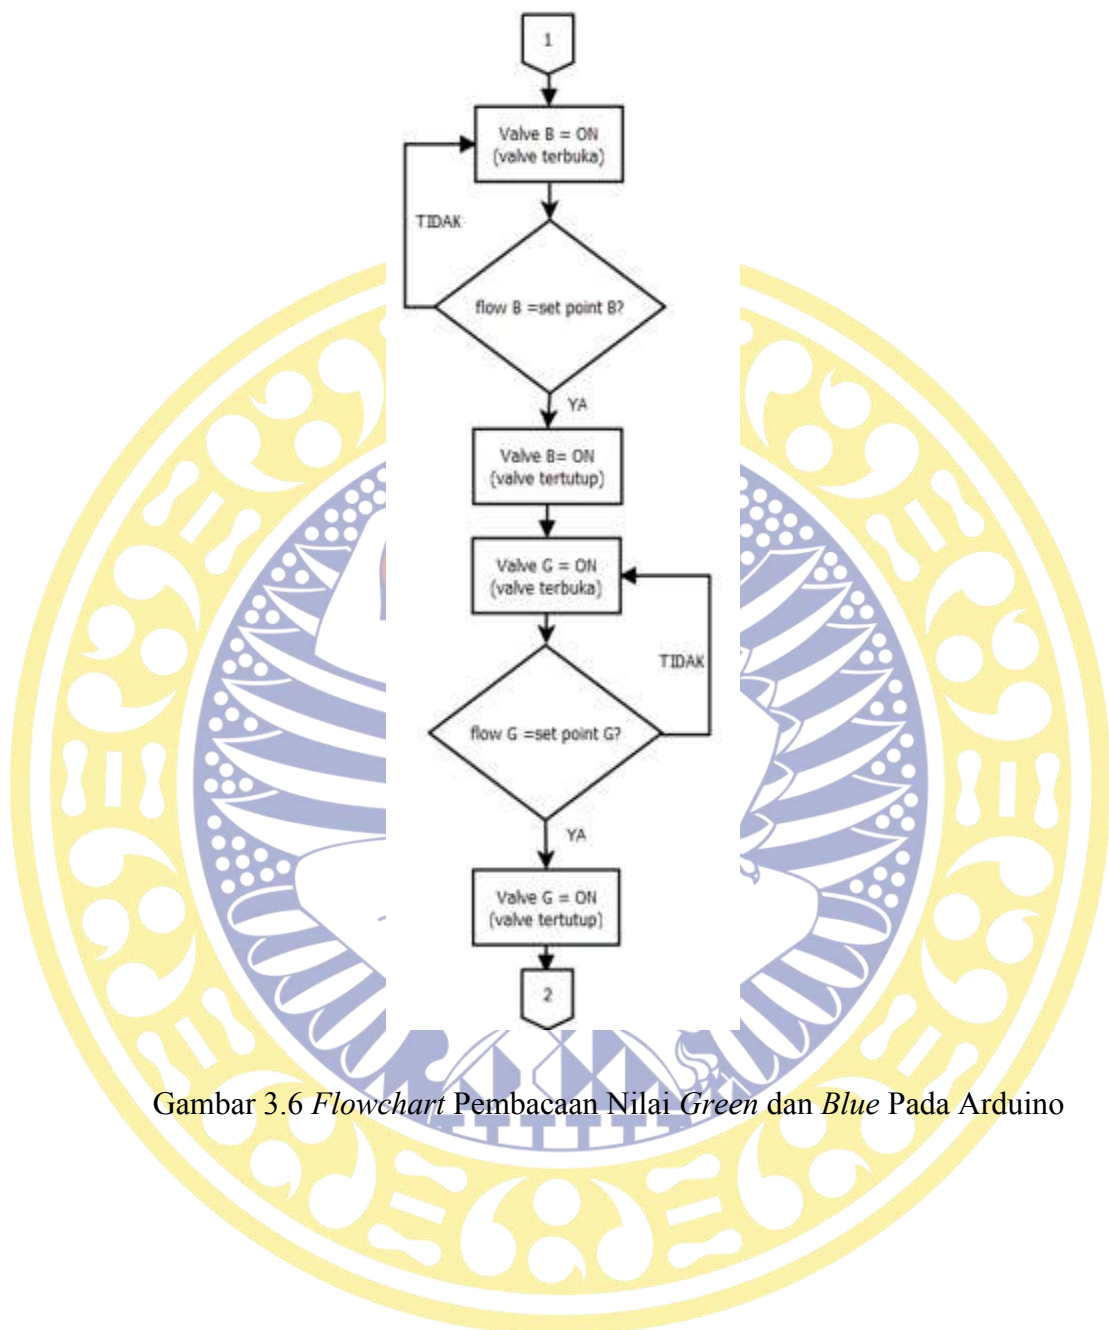 1
Valve B = ON
(valve terbuka)
TIDAK
flow B =set point B?
YA
Valve B= ON
(valve tertutup)
Valve G = ON
(valve terbuka)
TIDAK
flow G =set point G?
YA
Valve G = ON
(valve tertutup)
2
Gambar 3.6 Flowchart Pembacaan Nilai Green dan Blue Pada Arduino